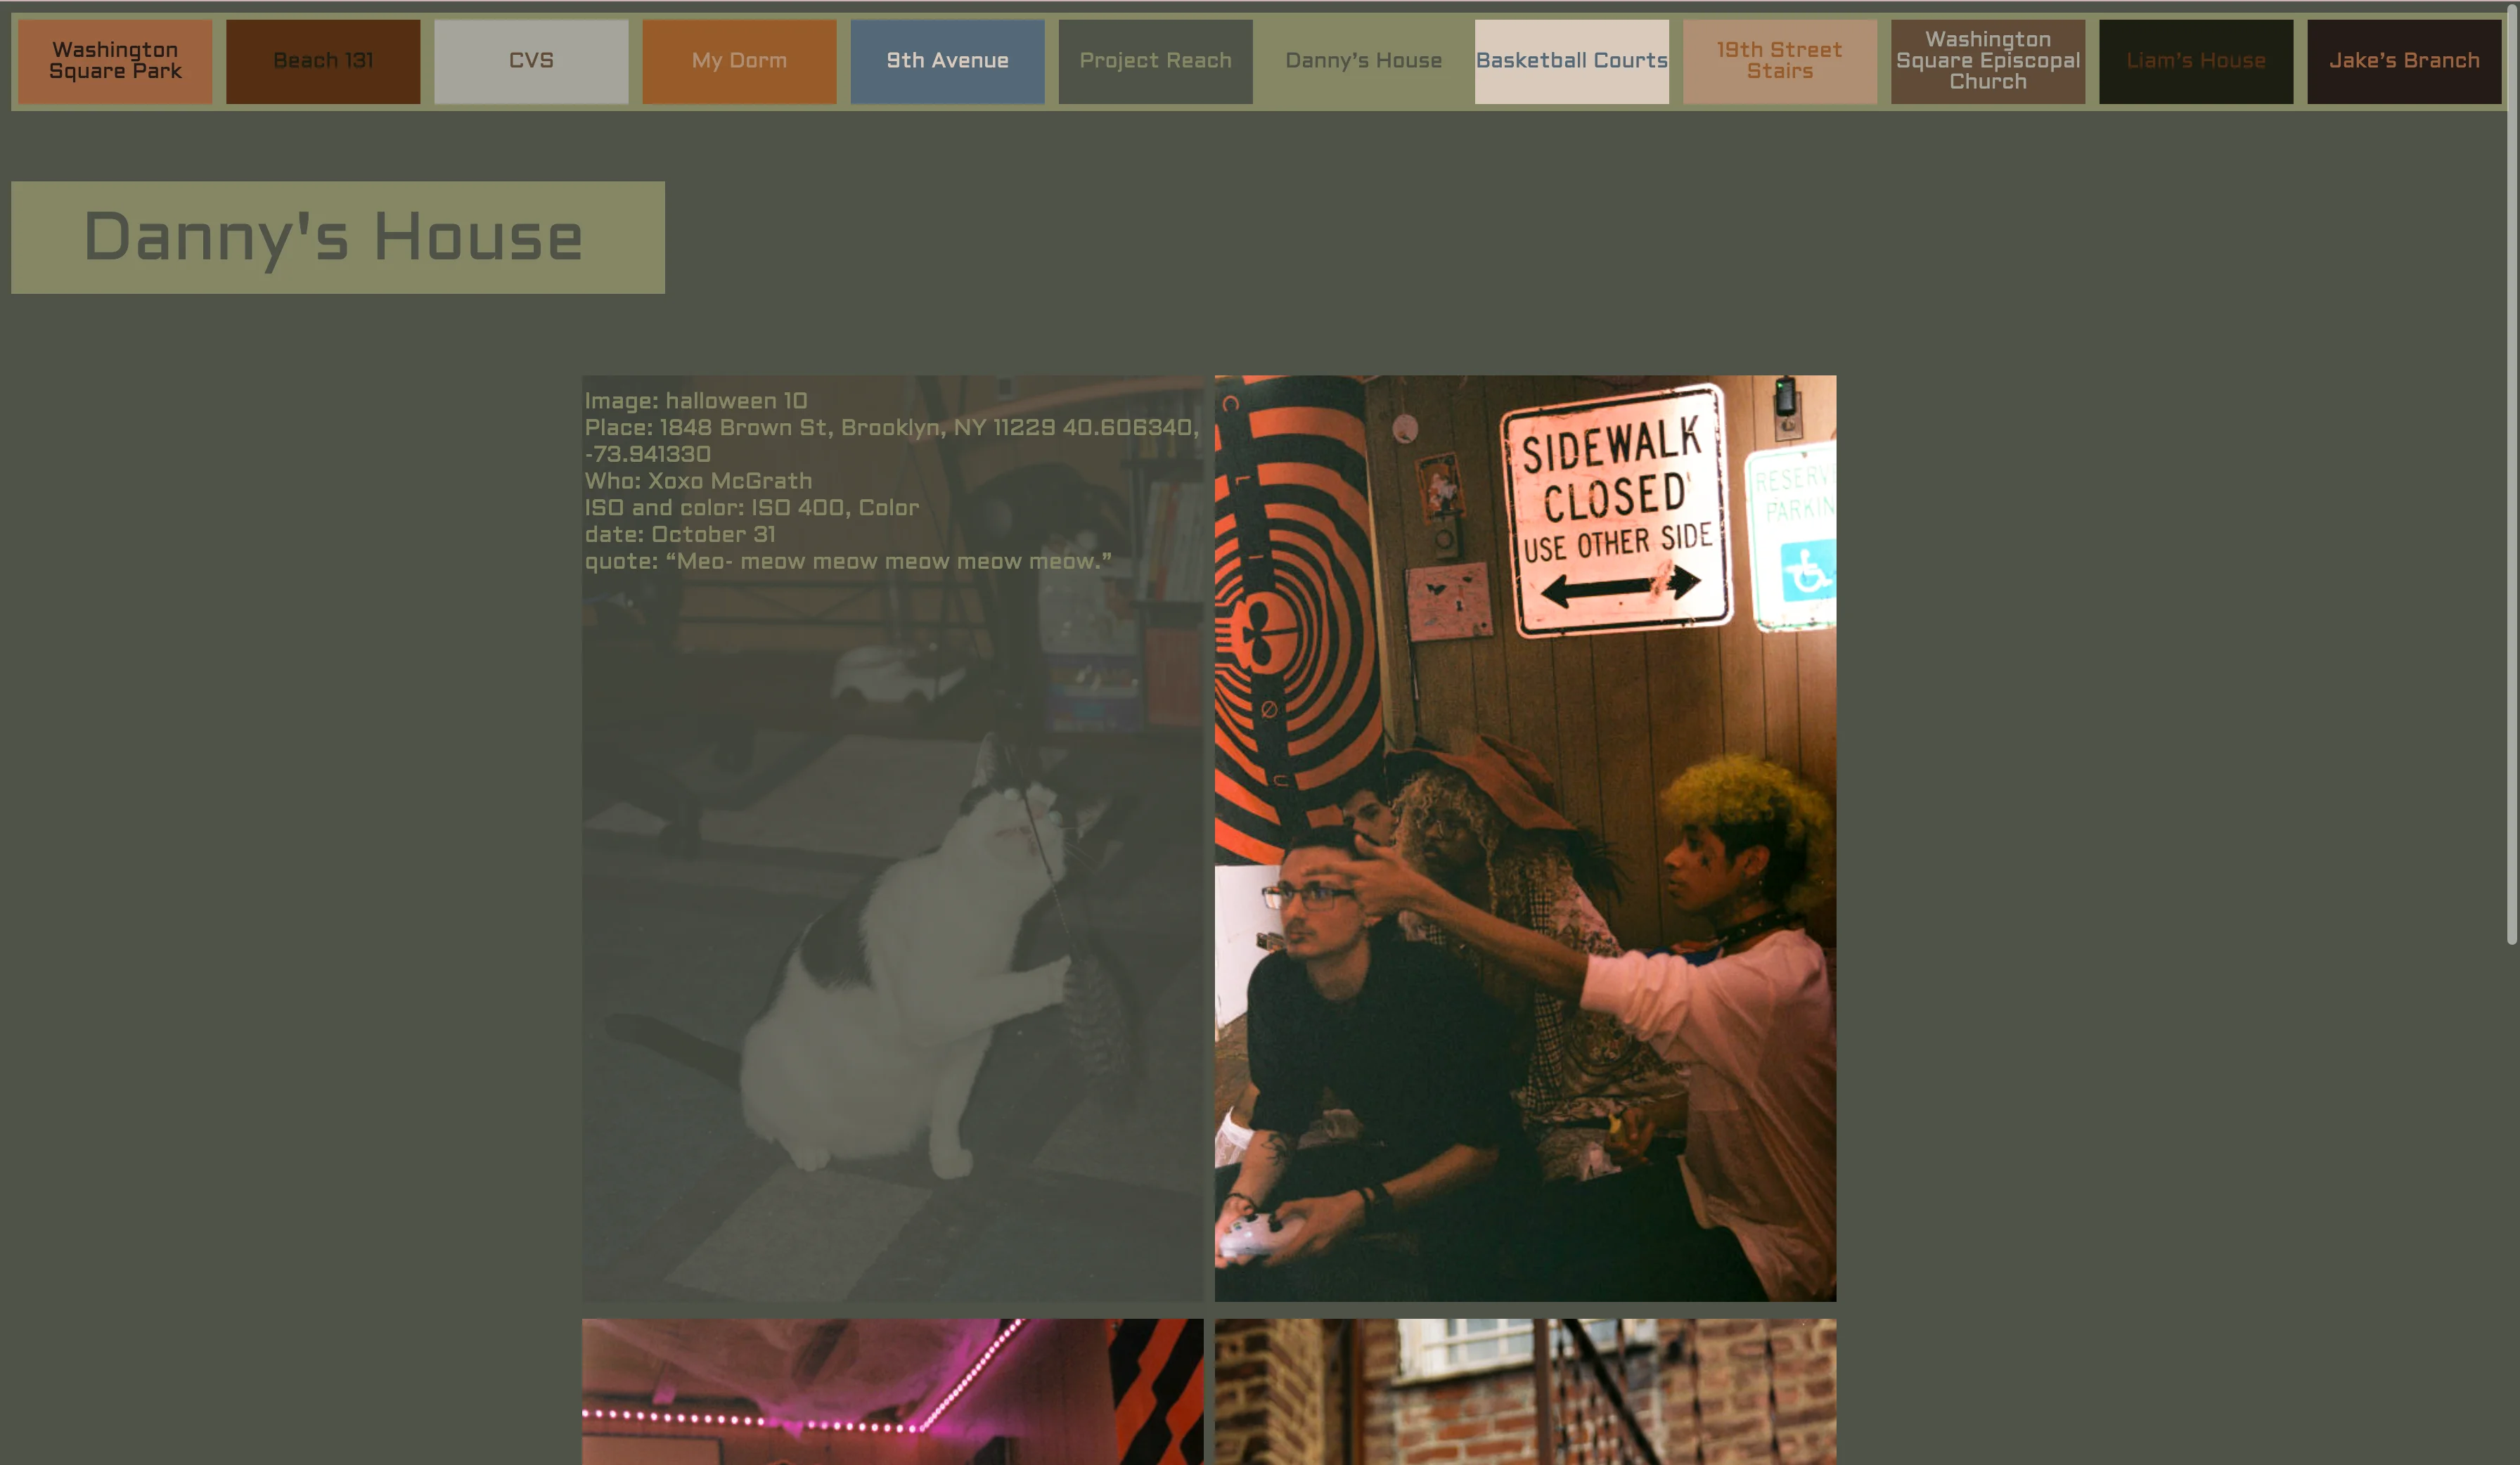 Washington
Square Park
Beach 131
CVS
My Dorm
9th Avenue
Project Reach
Danny’s House
Basketball Courts
19th Street
Stairs
Washington
Square Episcopal
Church
Liam’s House
Jake’s Branch
Danny's House
Image: halloween 10
Place: 1848 Brown St, Brooklyn, NY 11229 40.606340,
-73.941330
Who: Xoxo McGrath
ISO and color: ISO 400, Color
date: October 31
quote: “Meo- meow meow meow meow meow.”
SIDEWALK
CLOSED
USE OTHER SIDE